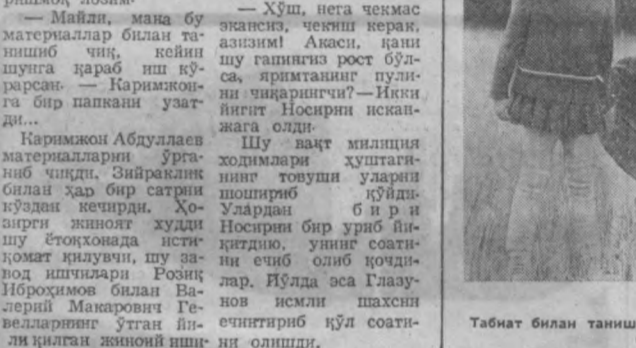 ришмоқ лозим.
— Майли, мана бу
материаллар билан та-
нишиб чиқ, кейин
шунга қараб иш кў-
рарсан. — Каримжон-
га бир папкани узат-
ди...
Каримжон Абдуллаев
материалларни ўрга-
ниб чиқди. Зийраклик
билан ҳар бир сатрни
кўздан кечирди. Ҳо-
зирги жиноят худди
шу ётоқхонада исти-
қомат қилувчи, шу за-
вод ишчилари Розиқ
Иброҳимов билан Ва-
лерий Макарович Ге-
велларнинг ўтган йи-
ли қилган жиноий иши-
— Хўш, нега чекмас
экансиз, чекиш керак,
азизим! Акаси, қани
шу гапингиз рост бўл-
са, яримтанинг пули-
ни чиқарингчи? — Икки
йигит Носирни искан-
жага олди.
Шу вақт милиция
ходимлари ҳуштаги-
нинг товуши уларни
шошириб қўйди.
Улардан бири
Носирни бир уриб йи-
қитдию, унинг соати-
ни ечиб олиб қочди-
лар. Йўлда эса Глазу-
нов исмли шахсни
ечинтириб қўл соати-
ни олишди.
Табиат билан таниш